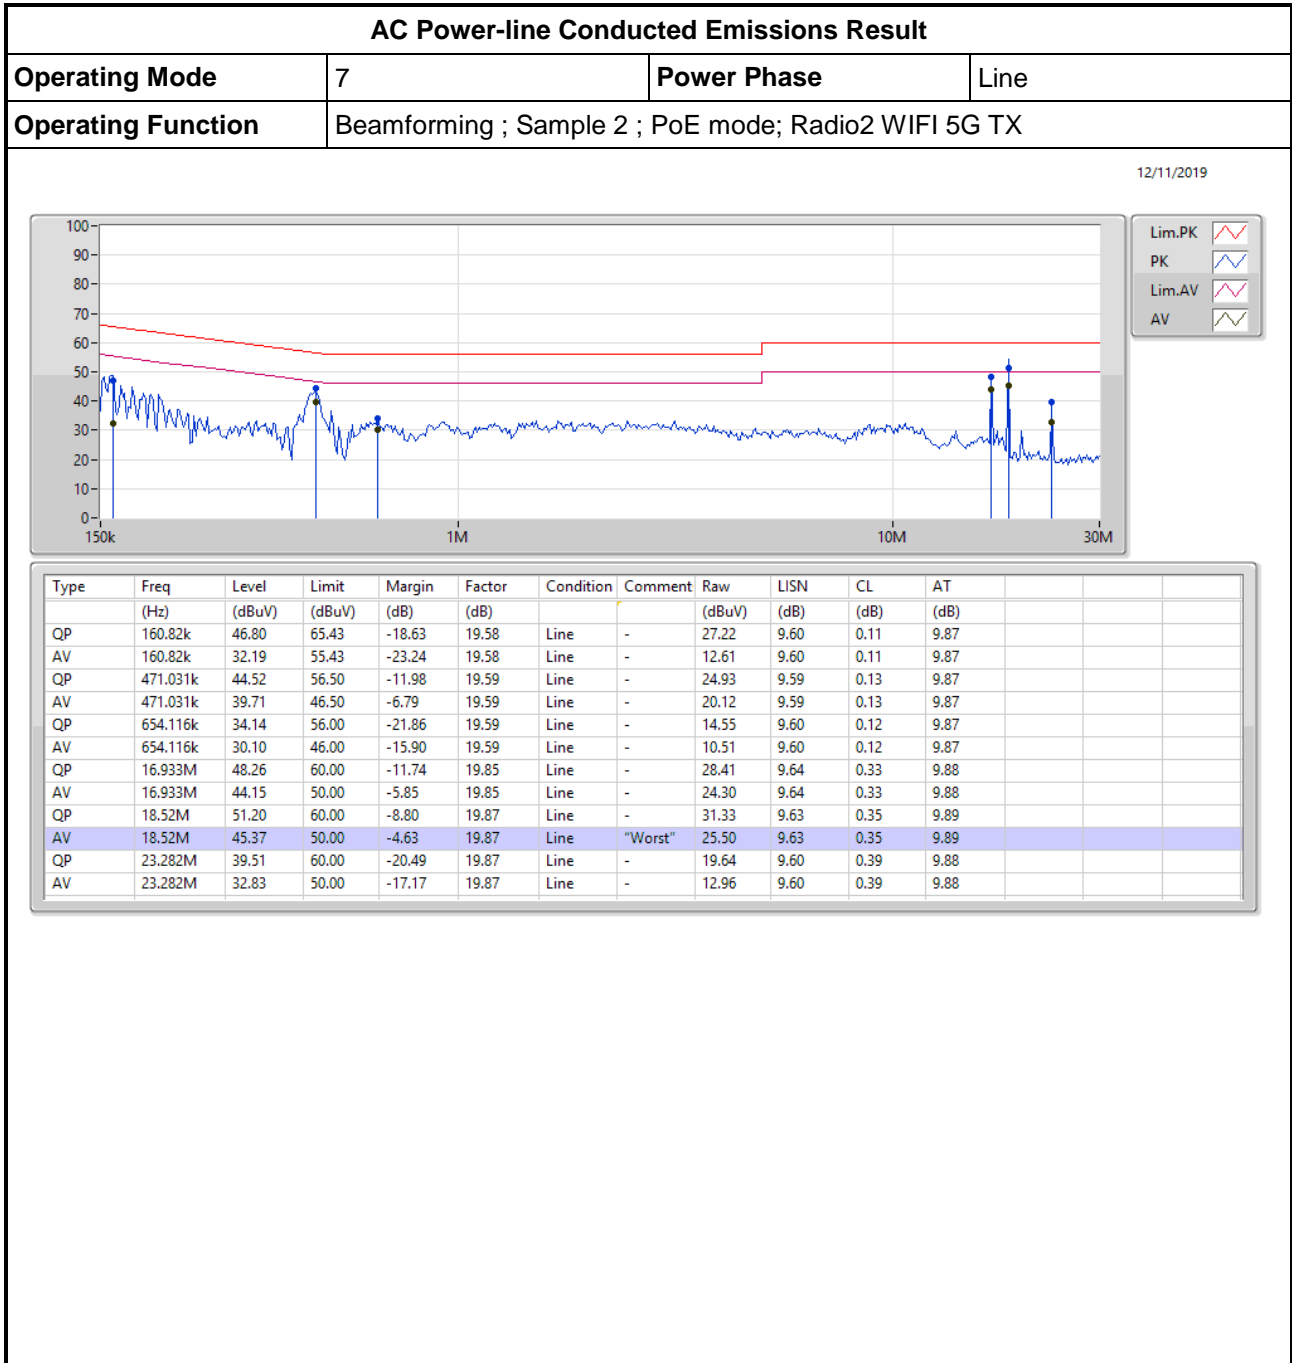 AC Power-line Conducted Emissions Result
Operating Mode 7 Power Phase Line
Operating Function Beamforming ; Sample 2 ; PoE mode; Radio2 WIFI 5G TX
12/11/2019
100
90
80
70
60
50
40
30
20
10
0
150k 1M 10M 30M
Lim.PK
PK
Lim.AV
AV
Type Freq Level Limit Margin Factor Condition Comment Raw LISN CL AT
(Hz) (dBuV) (dBuV) (dB) (dB) (dBuV) (dB) (dB) (dB)
QP 160.82k 46.80 65.43 -18.63 19.58 Line - 27.22 9.60 0.11 9.87
AV 160.82k 32.19 55.43 -23.24 19.58 Line - 12.61 9.60 0.11 9.87
QP 471.031k 44.52 56.50 -11.98 19.59 Line - 24.93 9.59 0.13 9.87
AV 471.031k 39.71 46.50 -6.79 19.59 Line - 20.12 9.59 0.13 9.87
QP 654.116k 34.14 56.00 -21.86 19.59 Line - 14.55 9.60 0.12 9.87
AV 654.116k 30.10 46.00 -15.90 19.59 Line - 10.51 9.60 0.12 9.87
QP 16.933M 48.26 60.00 -11.74 19.85 Line - 28.41 9.64 0.33 9.88
AV 16.933M 44.15 50.00 -5.85 19.85 Line - 24.30 9.64 0.33 9.88
QP 18.52M 51.20 60.00 -8.80 19.87 Line - 31.33 9.63 0.35 9.89
AV 18.52M 45.37 50.00 -4.63 19.87 Line "Worst" 25.50 9.63 0.35 9.89
QP 23.282M 39.51 60.00 -20.49 19.87 Line - 19.64 9.60 0.39 9.88
AV 23.282M 32.83 50.00 -17.17 19.87 Line - 12.96 9.60 0.39 9.88